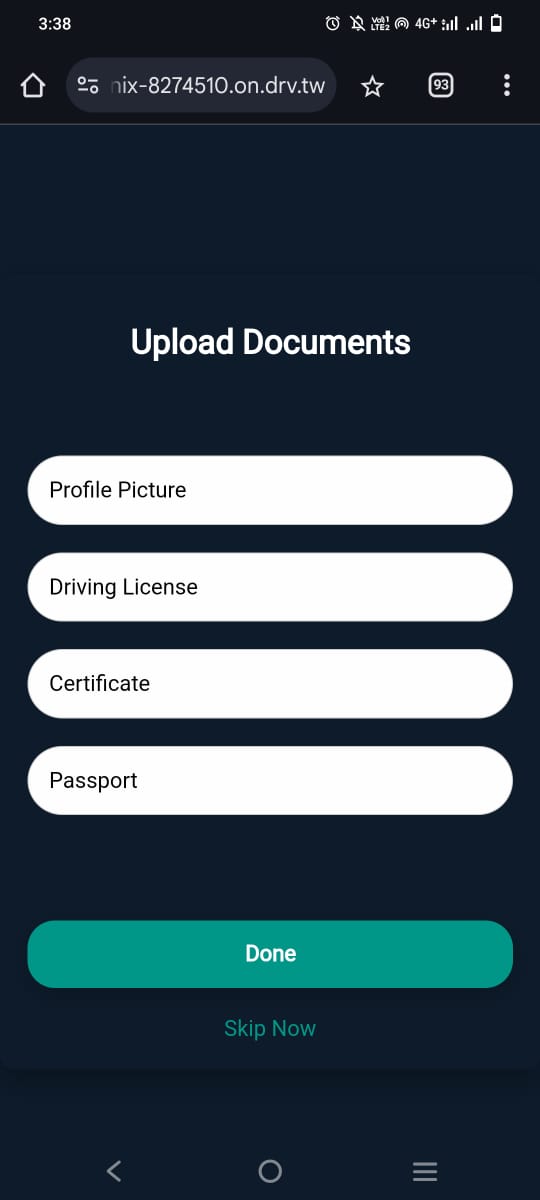 3:38
Vo)) 1
LTE2
4G+
nix-8274510.on.drv.tw
93
Upload Documents
Profile Picture
Driving License
Certificate
Passport
Done
Skip Now